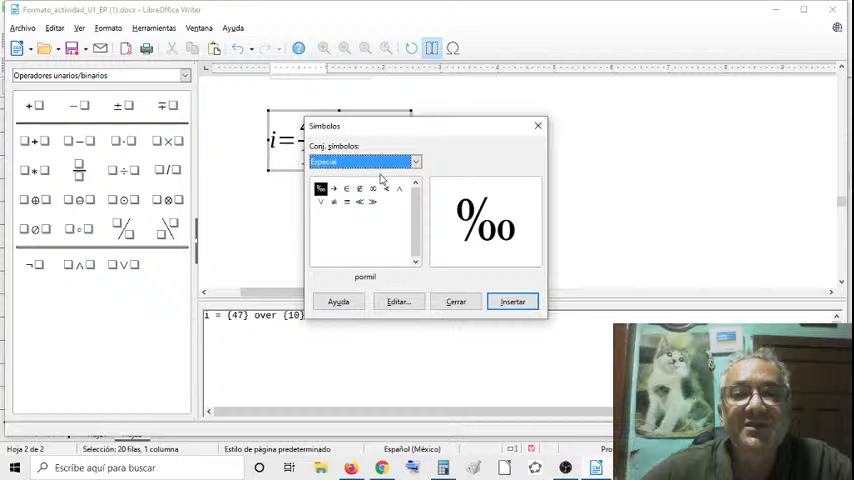 Formato_actividad_U1_EP (1).docx - LibreOffice Writer
Archivo Editar Ver Formato Herramientas Ventana Ayuda
Operadores unarios/binarios
+□ −□ ±□ ∓□
□+□ □−□ □·□ □×□
□∗□ □÷□ □/□
□⊕□ □⊖□ □⊙□ □⊗□
□⊘□ □∘□
¬□ □∧□ □∨□
i=
Símbolos
Conj. símbolos:
Especial
‰ → ∈ ∉ ∞ ∢ ∧
∨ ≢ ≡ ≪ ≫
‰
pormil
Ayuda Editar... Cerrar Insertar
i = {47} over {10}
Hoja 2 de 2 Selección: 20 filas, 1 columna Estilo de página predeterminado Español (México)
Escribe aquí para buscar